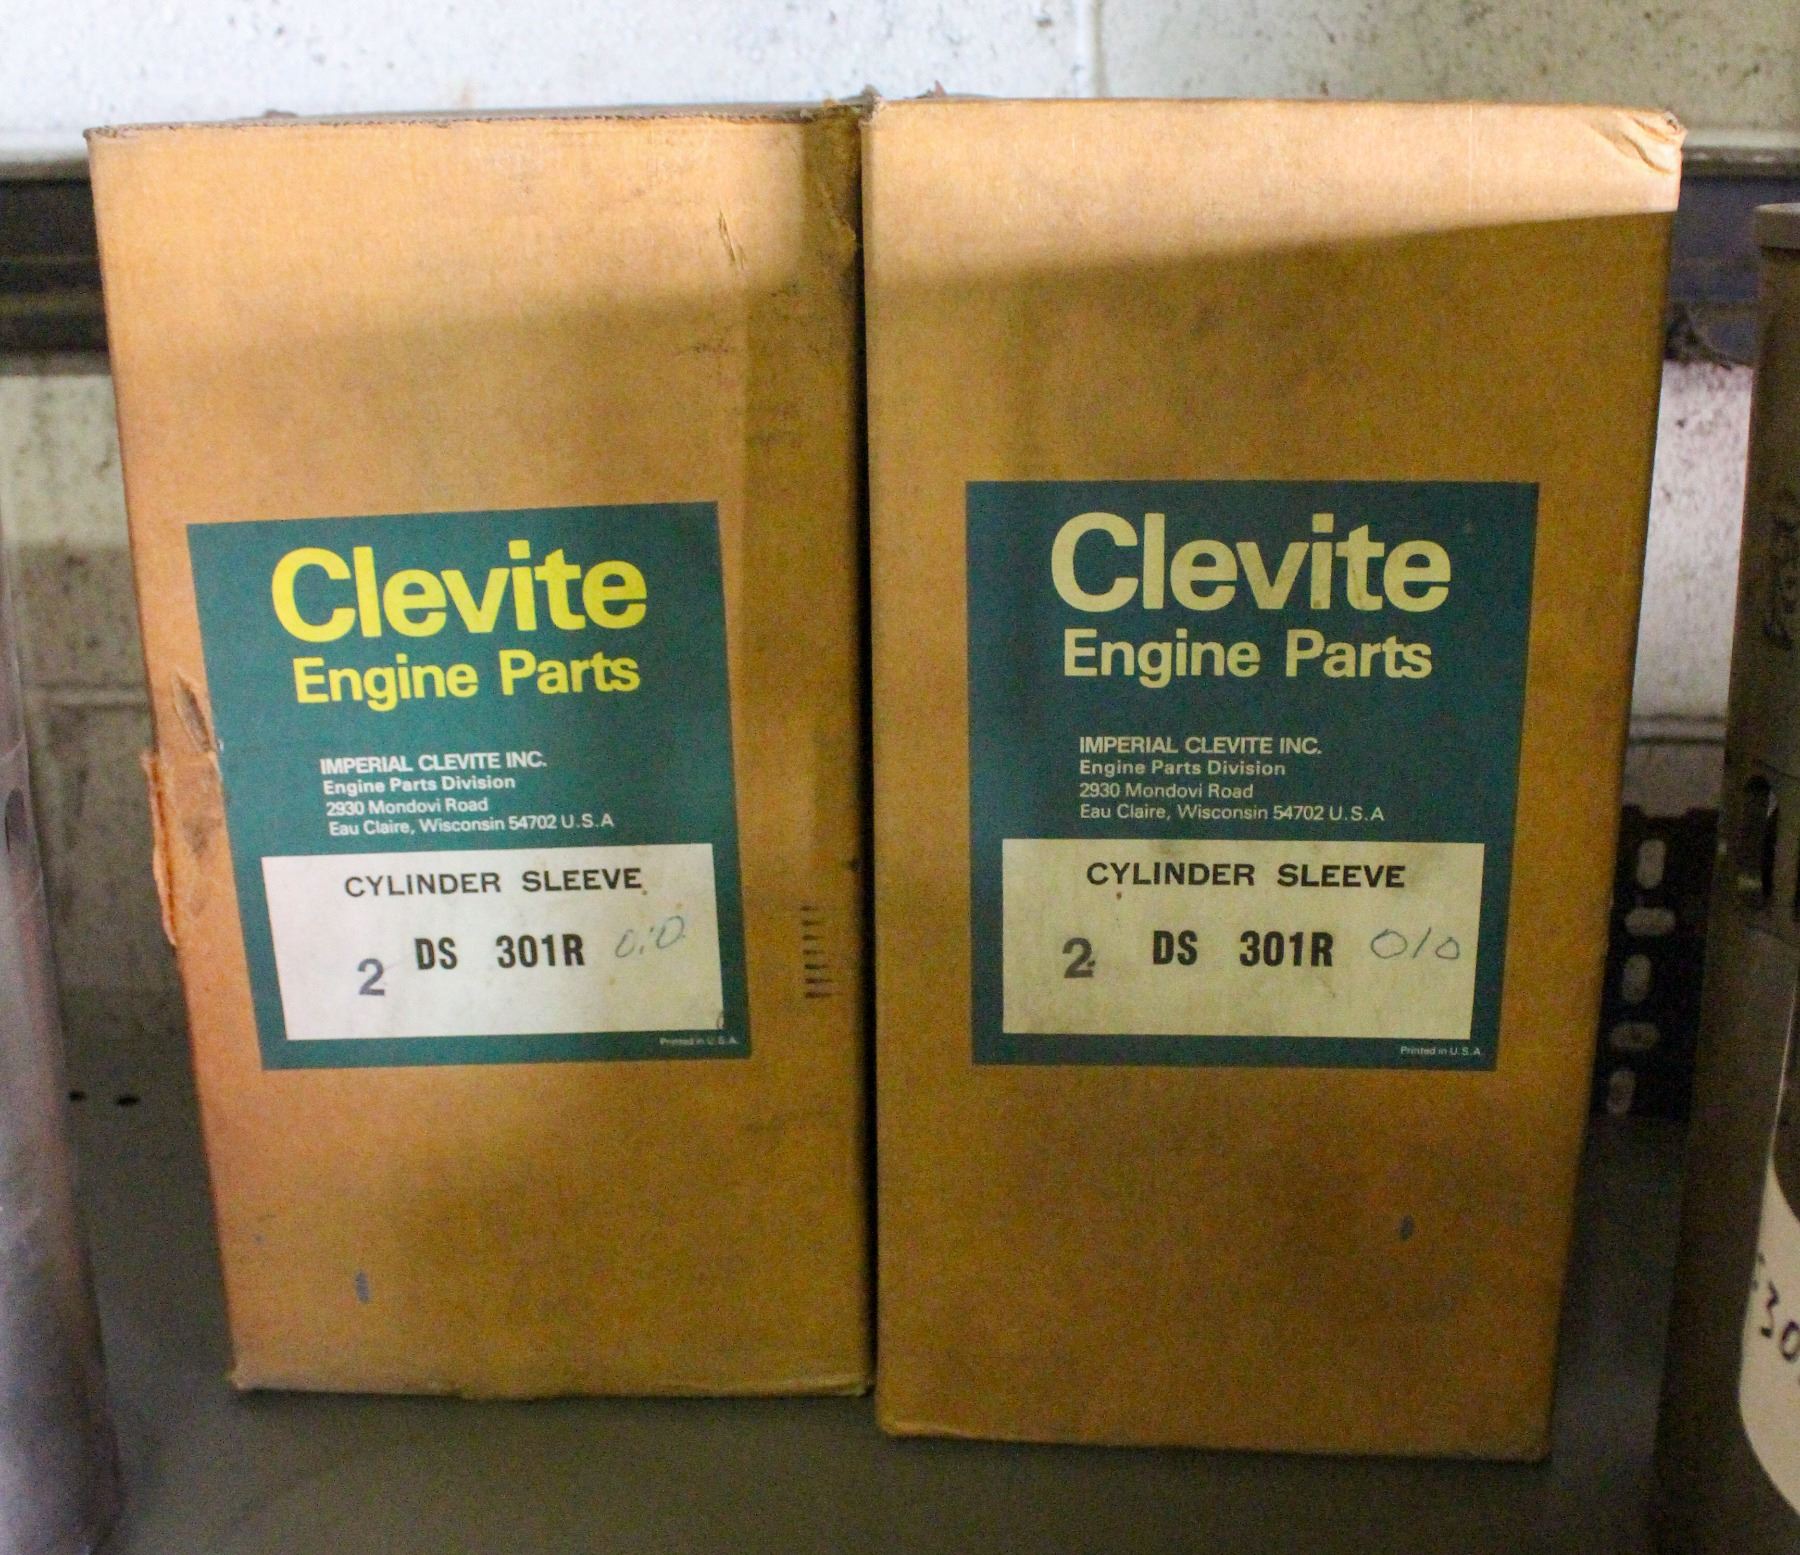 Clevite
Engine Parts
IMPERIAL CLEVITE INC.
Engine Parts Division
2930 Mondovi Road
Eau Claire, Wisconsin 54702 U.S.A
CYLINDER SLEEVE
2 DS 301R 010
Printed in U.S.A.
Clevite
Engine Parts
IMPERIAL CLEVITE INC.
Engine Parts Division
2930 Mondovi Road
Eau Claire, Wisconsin 54702 U.S.A
CYLINDER SLEEVE
2 DS 301R 010
Printed in U.S.A.